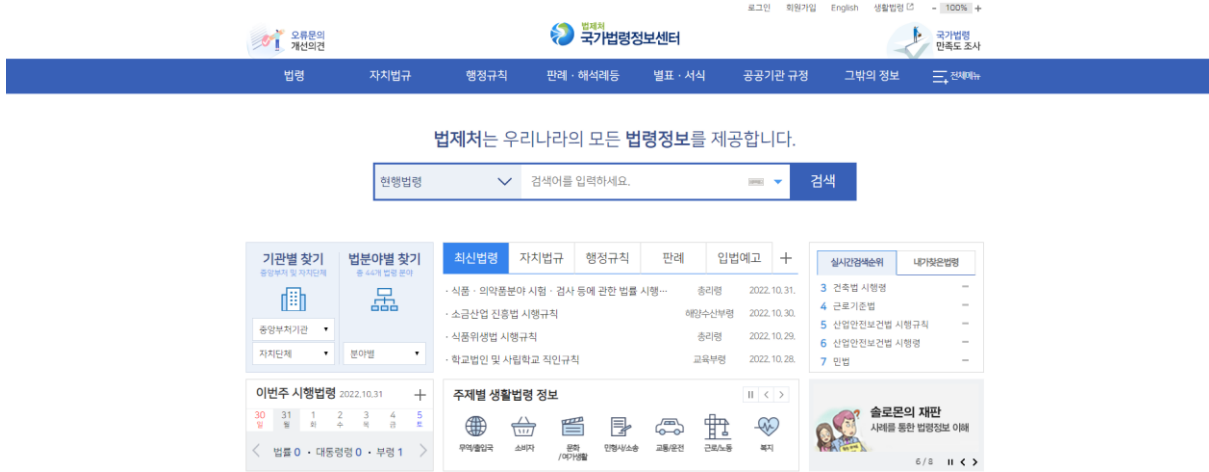 로그인 회원가입 English 생활법령 - 100% +
오류문의
개선의견
법제처
국가법령정보센터
국가법령
만족도 조사
법령 자치법규 행정규칙 판례 · 해석례등 별표 · 서식 공공기관 규정 그밖의 정보 전체메뉴
법제처는 우리나라의 모든 법령정보를 제공합니다.
현행법령 검색어를 입력하세요. 검색
기관별 찾기
중앙부처 및 자치단체
중앙부처기관
자치단체
법분야별 찾기
총 44개 법령 분야
분야별
최신법령 자치법규 행정규칙 판례 입법예고 +
· 식품 · 의약품분야 시험 · 검사 등에 관한 법률 시행… 총리령 2022.10.31.
· 소금산업 진흥법 시행규칙 해양수산부령 2022.10.30.
· 식품위생법 시행규칙 총리령 2022.10.29.
· 학교법인 및 사립학교 직인규칙 교육부령 2022.10.28.
실시간검색순위 내가찾은법령
3 건축법 시행령 -
4 근로기준법 -
5 산업안전보건법 시행규칙 -
6 산업안전보건법 시행령 -
7 민법 -
이번주 시행법령 2022.10.31 +
30 31 1 2 3 4 5
일 월 화 수 목 금 토
< 법률 0 · 대통령령 0 · 부령 1 >
주제별 생활법령 정보
무역/출입국 소비자 문화/여가생활 민형사/소송 교통/운전 근로/노동 복지
솔로몬의 재판
사례를 통한 법령정보 이해
6 / 8